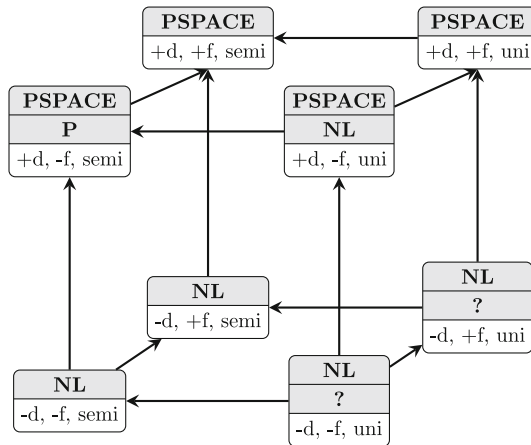 PSPACE
+d, +f, semi
PSPACE
+d, +f, uni
PSPACE
P
+d, -f, semi
PSPACE
NL
+d, -f, uni
NL
-d, +f, semi
NL
?
-d, +f, uni
NL
-d, -f, semi
NL
?
-d, -f, uni